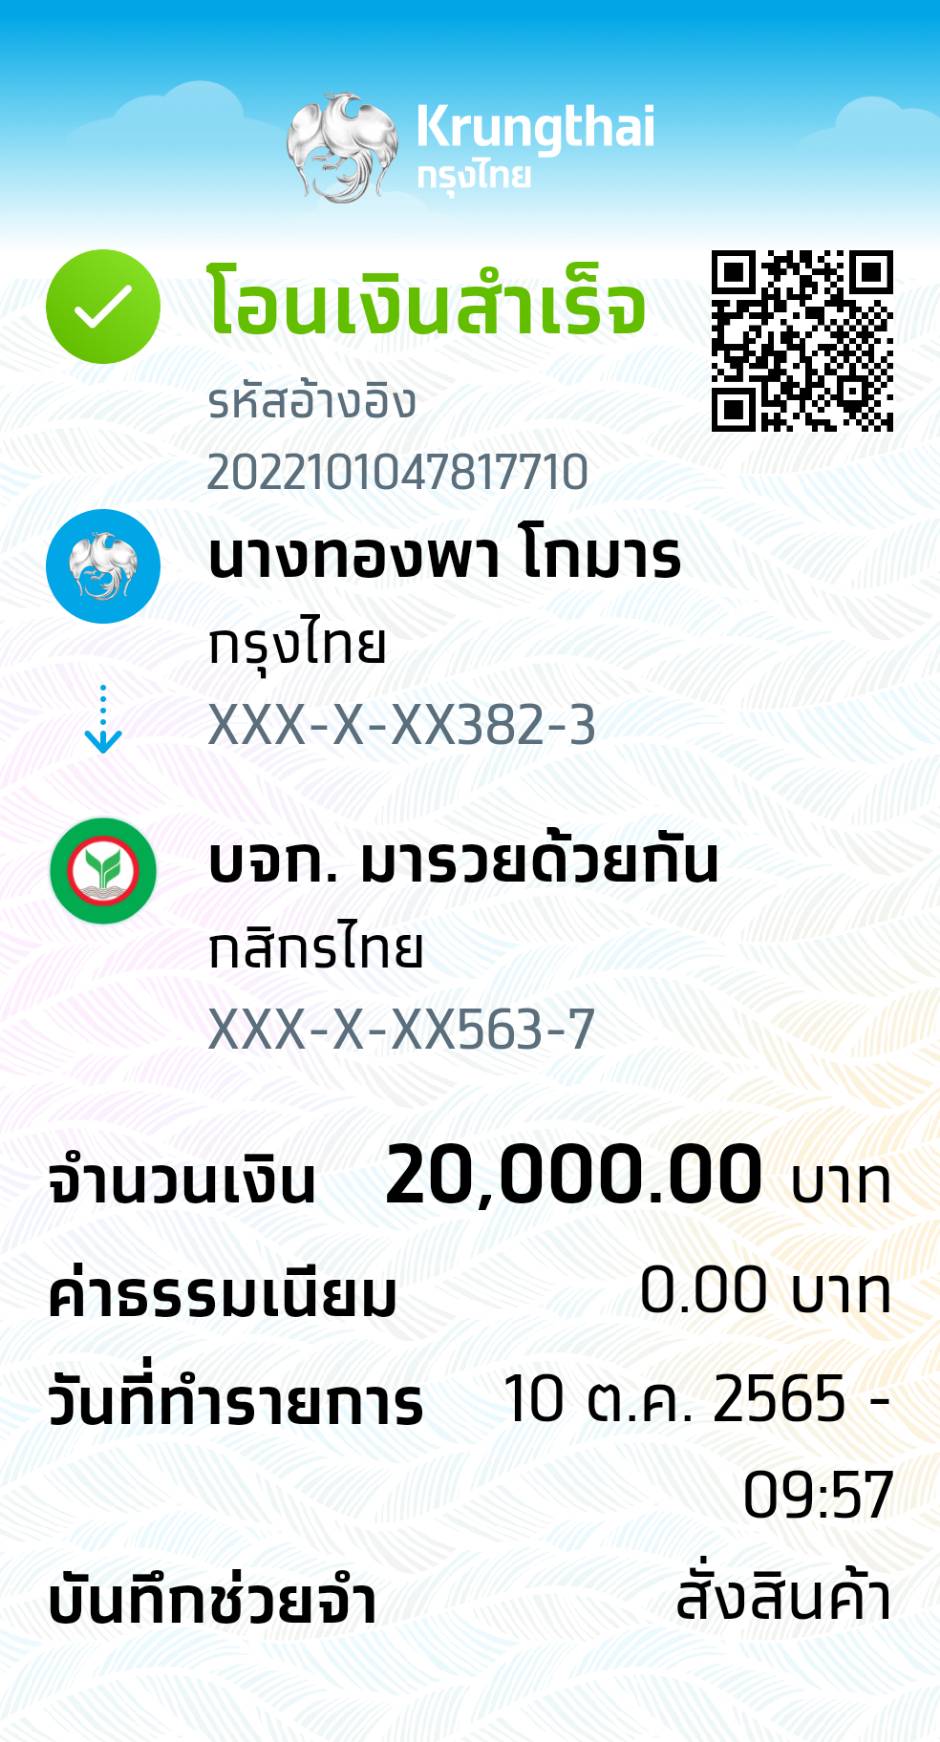 Krungthai
กรุงไทย
โอนเงินสำเร็จ
รหัสอ้างอิง
2022101047817710
นางทองพา โกมาร
กรุงไทย
XXX-X-XX382-3
บจก. มารวยด้วยกัน
กสิกรไทย
XXX-X-XX563-7
จำนวนเงิน 20,000.00 บาท
ค่าธรรมเนียม 0.00 บาท
วันที่ทำรายการ 10 ต.ค. 2565 -
09:57
บันทึกช่วยจำ สั่งสินค้า